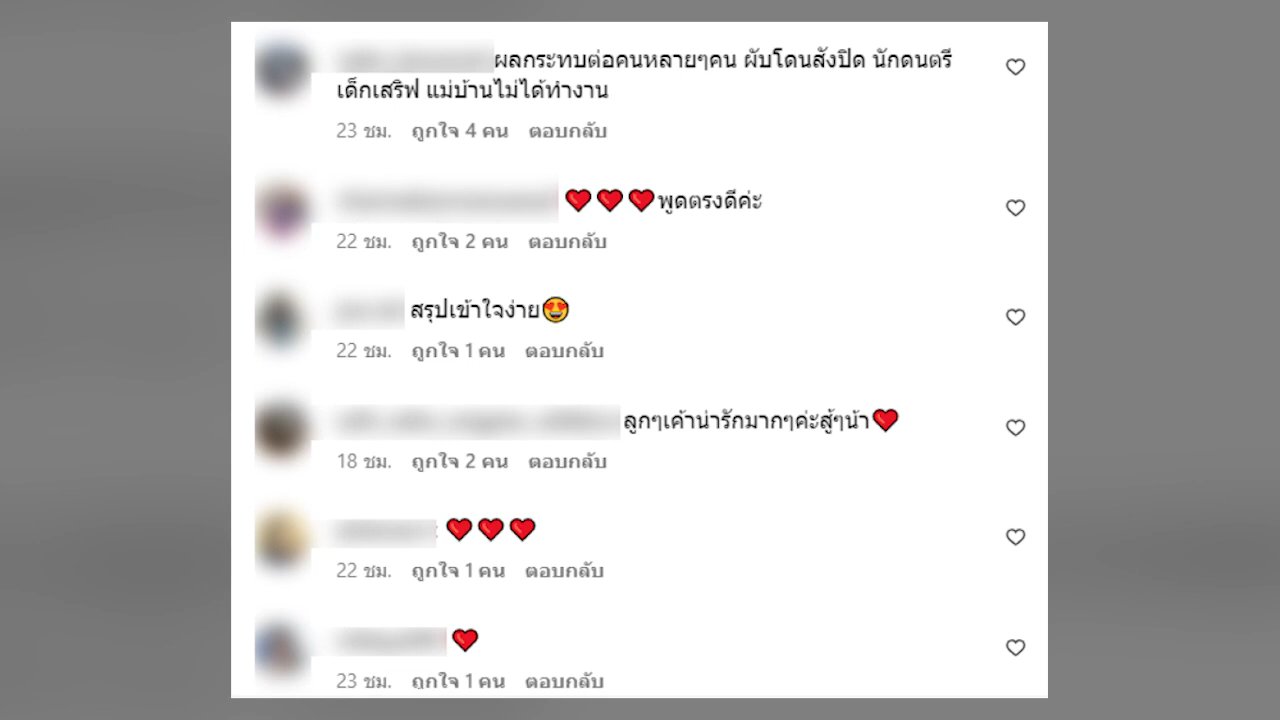 ผลกระทบต่อคนหลายๆคน ผับโดนสั่งปิด นักดนตรี
เด็กเสริฟ แม่บ้านไม่ได้ทำงาน
23 ชม. ถูกใจ 4 คน ตอบกลับ
❤️❤️❤️พูดตรงดีค่ะ
22 ชม. ถูกใจ 2 คน ตอบกลับ
สรุปเข้าใจง่าย😍
22 ชม. ถูกใจ 1 คน ตอบกลับ
ลูกๆเค้าน่ารักมากๆค่ะสู้ๆน้า❤️
18 ชม. ถูกใจ 2 คน ตอบกลับ
❤️❤️❤️
22 ชม. ถูกใจ 1 คน ตอบกลับ
❤️
23 ชม. ถูกใจ 1 คน ตอบกลับ